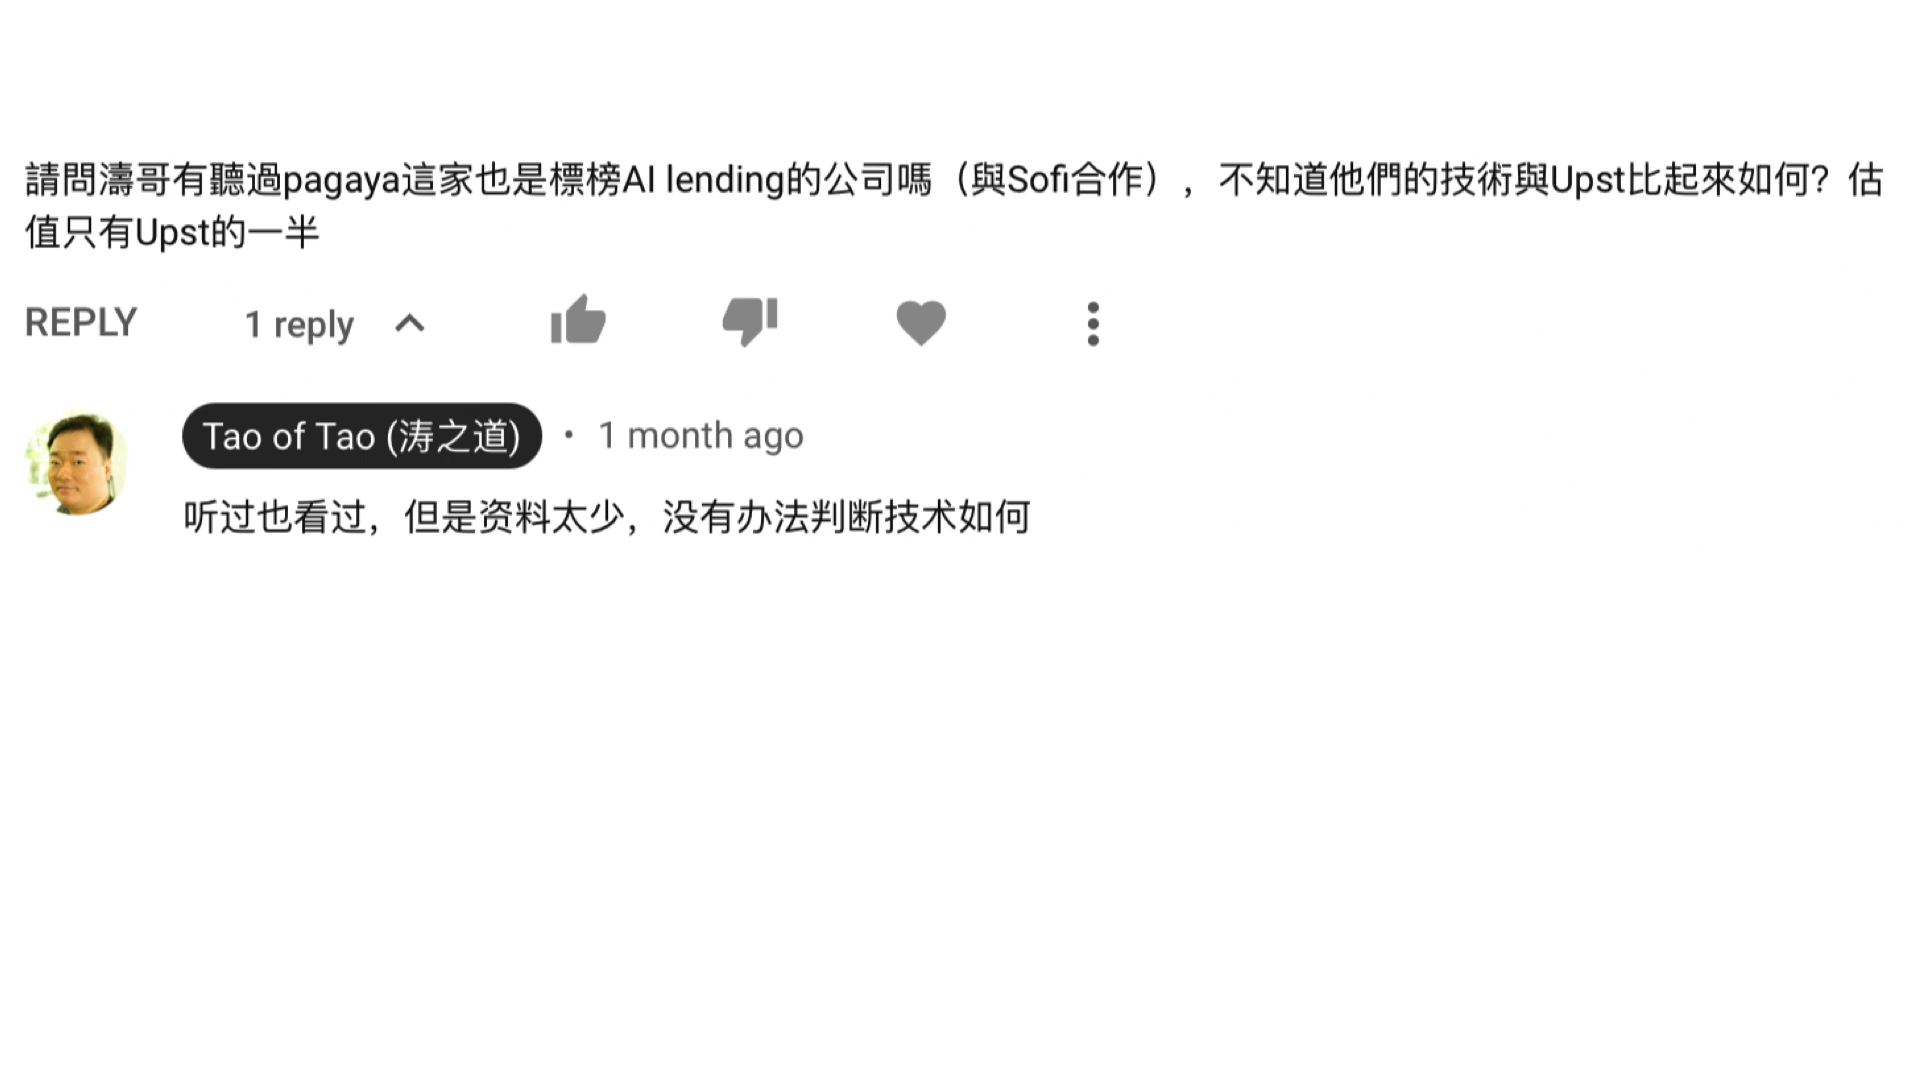 請問濤哥有聽過pagaya這家也是標榜AI lending的公司嗎（與Sofi合作），不知道他們的技術與Upst比起來如何？估
值只有Upst的一半
REPLY 1 reply
Tao of Tao (涛之道) • 1 month ago
听过也看过，但是资料太少，没有办法判断技术如何